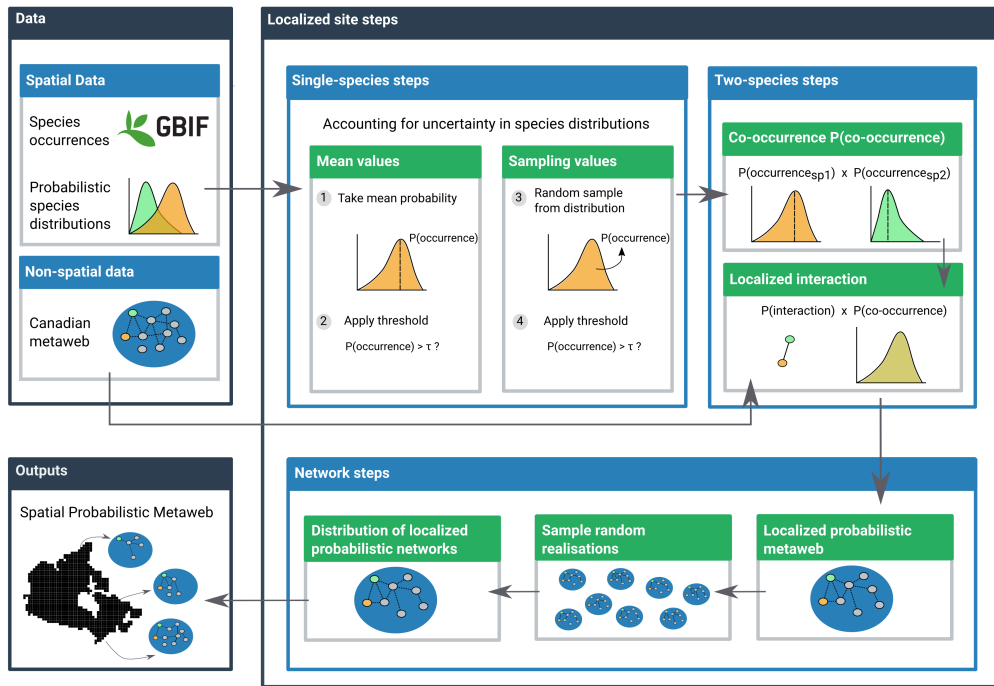 Data
Spatial Data
Species
occurrences
GBIF
Probabilistic
species
distributions
Non-spatial data
Canadian
metaweb
Localized site steps
Single-species steps
Accounting for uncertainty in species distributions
Mean values
1 Take mean probability
P(occurrence)
2 Apply threshold
P(occurrence) > τ ?
Sampling values
3 Random sample
from distribution
P(occurrence)
4 Apply threshold
P(occurrence) > τ ?
Two-species steps
Co-occurrence P(co-occurrence)
P(occurrencesp1) x P(occurrencesp2)
Localized interaction
P(interaction) x P(co-occurrence)
Network steps
Localized probabilistic
metaweb
Sample random
realisations
Distribution of localized
probabilistic networks
Outputs
Spatial Probabilistic Metaweb